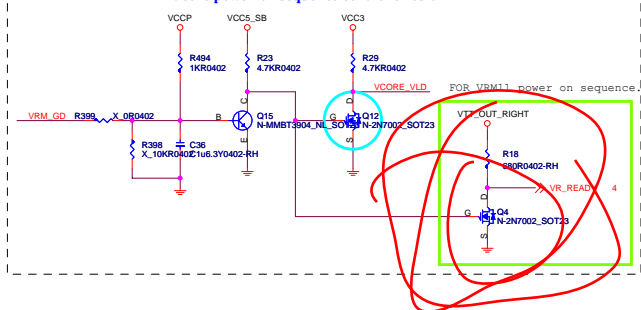 VCCP
VCC5_SB
VCC3
R494
1KR0402
R23
4.7KR0402
R29
4.7KR0402
VCORE_VLD
FOR VRM11 power on sequence.
VTT_OUT_RIGHT
VRM_GD
R399
X_0R0402
B
C
E
Q15
N-MMBT3904_NL_SOT23
G
D
S
Q12
N-2N7002_SOT23
R398
X_10KR0402
C36
C1u6.3Y0402-RH
R18
680R0402-RH
VR_READY
4
D
G
S
Q4
N-2N7002_SOT23